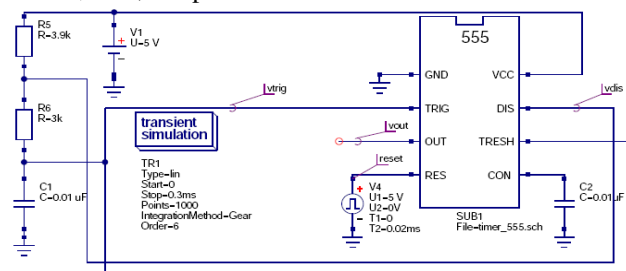 R5
R=3.9k
V1
U=5 V
555
GND
VCC
vtrig
vdis
R6
R=3k
TRIG
DIS
transient
simulation
vout
OUT
TRESH
TR1
Type=lin
Start=0
Stop=0.3ms
Points=1000
IntegrationMethod=Gear
Order=6
reset
RES
CON
C1
C=0.01 uF
V4
U1=5 V
U2=0V
T1=0
T2=0.02ms
C2
C=0.01uF
SUB1
File=timer_555.sch